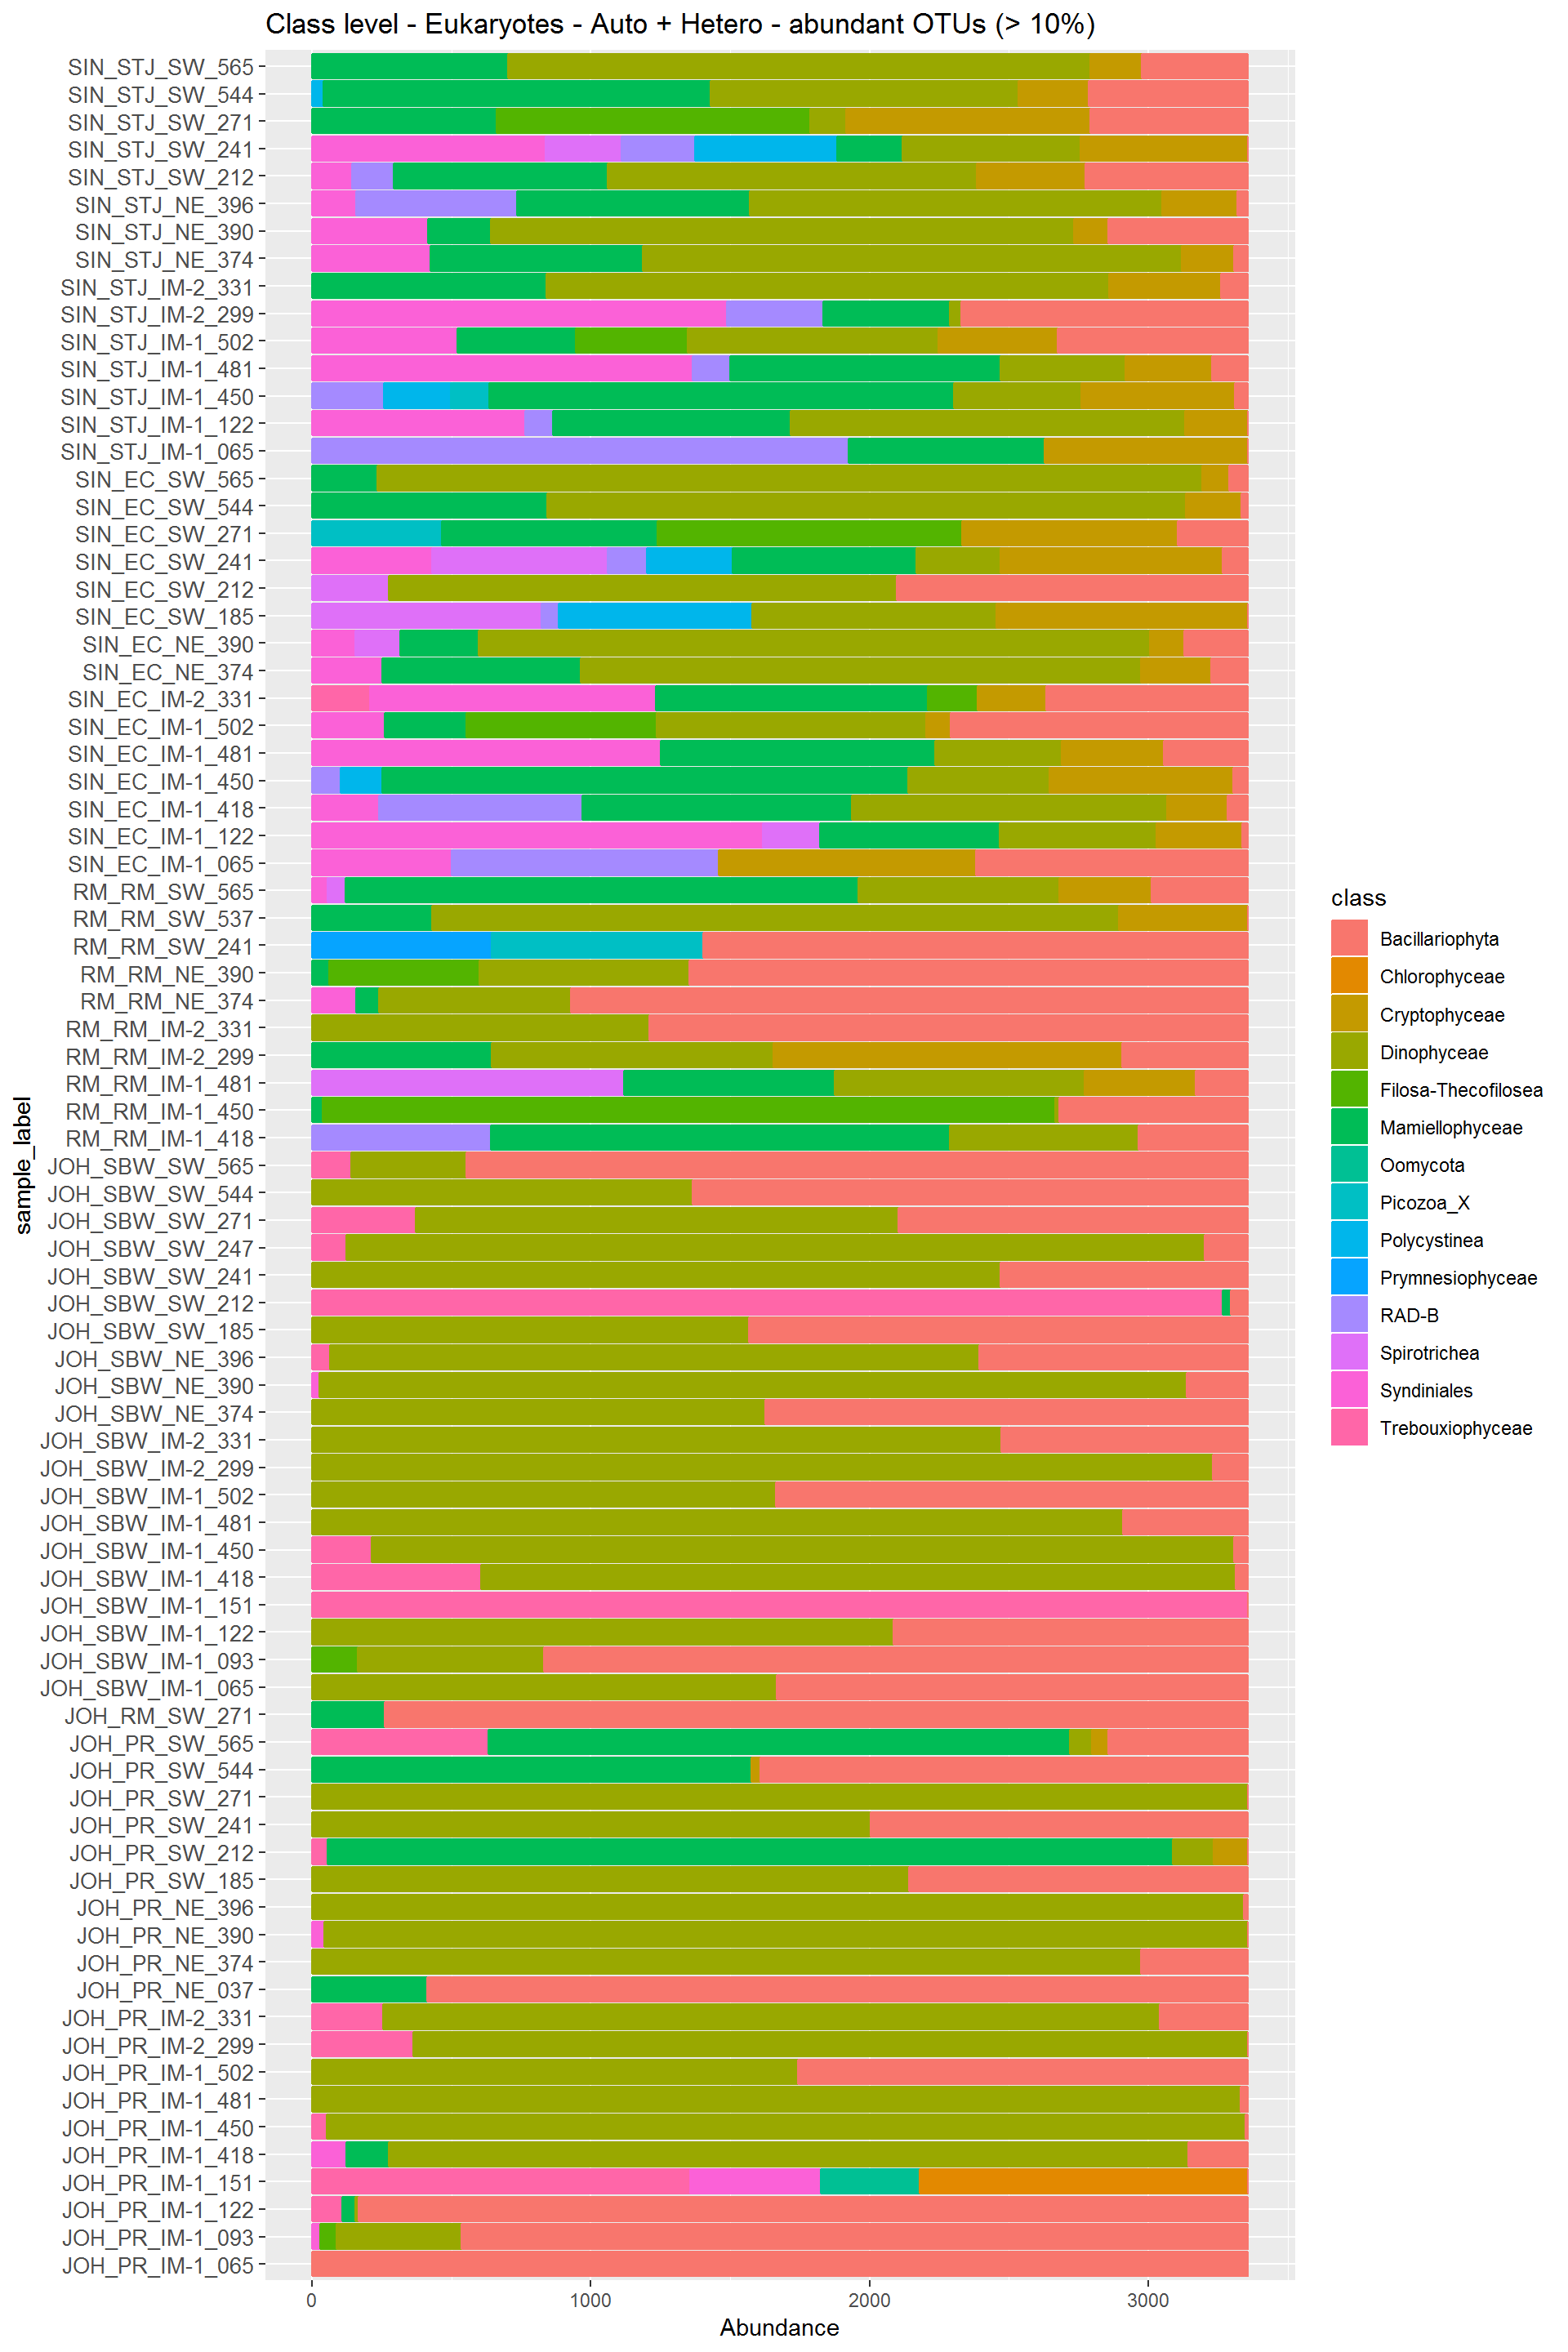 Class level - Eukaryotes - Auto + Hetero - abundant OTUs (> 10%)
SIN_STJ_SW_565
SIN_STJ_SW_544
SIN_STJ_SW_271
SIN_STJ_SW_241
SIN_STJ_SW_212
SIN_STJ_NE_396
SIN_STJ_NE_390
SIN_STJ_NE_374
SIN_STJ_IM-2_331
SIN_STJ_IM-2_299
SIN_STJ_IM-1_502
SIN_STJ_IM-1_481
SIN_STJ_IM-1_450
SIN_STJ_IM-1_122
SIN_STJ_IM-1_065
SIN_EC_SW_565
SIN_EC_SW_544
SIN_EC_SW_271
SIN_EC_SW_241
SIN_EC_SW_212
SIN_EC_SW_185
SIN_EC_NE_390
SIN_EC_NE_374
SIN_EC_IM-2_331
SIN_EC_IM-1_502
SIN_EC_IM-1_481
SIN_EC_IM-1_450
SIN_EC_IM-1_418
SIN_EC_IM-1_122
SIN_EC_IM-1_065
RM_RM_SW_565
RM_RM_SW_537
RM_RM_SW_241
RM_RM_NE_390
RM_RM_NE_374
RM_RM_IM-2_331
RM_RM_IM-2_299
RM_RM_IM-1_481
RM_RM_IM-1_450
RM_RM_IM-1_418
JOH_SBW_SW_565
JOH_SBW_SW_544
JOH_SBW_SW_271
JOH_SBW_SW_247
JOH_SBW_SW_241
JOH_SBW_SW_212
JOH_SBW_SW_185
JOH_SBW_NE_396
JOH_SBW_NE_390
JOH_SBW_NE_374
JOH_SBW_IM-2_331
JOH_SBW_IM-2_299
JOH_SBW_IM-1_502
JOH_SBW_IM-1_481
JOH_SBW_IM-1_450
JOH_SBW_IM-1_418
JOH_SBW_IM-1_151
JOH_SBW_IM-1_122
JOH_SBW_IM-1_093
JOH_SBW_IM-1_065
JOH_RM_SW_271
JOH_PR_SW_565
JOH_PR_SW_544
JOH_PR_SW_271
JOH_PR_SW_241
JOH_PR_SW_212
JOH_PR_SW_185
JOH_PR_NE_396
JOH_PR_NE_390
JOH_PR_NE_374
JOH_PR_NE_037
JOH_PR_IM-2_331
JOH_PR_IM-2_299
JOH_PR_IM-1_502
JOH_PR_IM-1_481
JOH_PR_IM-1_450
JOH_PR_IM-1_418
JOH_PR_IM-1_151
JOH_PR_IM-1_122
JOH_PR_IM-1_093
JOH_PR_IM-1_065
sample_label
0 1000 2000 3000
Abundance
class
Bacillariophyta
Chlorophyceae
Cryptophyceae
Dinophyceae
Filosa-Thecofilosea
Mamiellophyceae
Oomycota
Picozoa_X
Polycystinea
Prymnesiophyceae
RAD-B
Spirotrichea
Syndiniales
Trebouxiophyceae